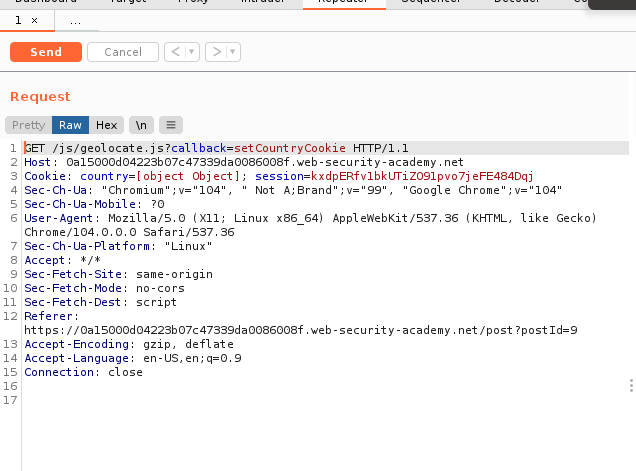 Dashboard Target Proxy Intruder Repeater Sequencer Decoder
1 × ...
Send Cancel < ▾ > ▾
Request
Pretty Raw Hex \n ≡
1 GET /js/geolocate.js?callback=setCountryCookie HTTP/1.1
2 Host: 0a15000d04223b07c47339da0086008f.web-security-academy.net
3 Cookie: country=[object Object]; session=kxdpERfv1bkUTiZO91pvo7jeFE484Dqj
4 Sec-Ch-Ua: "Chromium";v="104", " Not A;Brand";v="99", "Google Chrome";v="104"
5 Sec-Ch-Ua-Mobile: ?0
6 User-Agent: Mozilla/5.0 (X11; Linux x86_64) AppleWebKit/537.36 (KHTML, like Gecko)
Chrome/104.0.0.0 Safari/537.36
7 Sec-Ch-Ua-Platform: "Linux"
8 Accept: */*
9 Sec-Fetch-Site: same-origin
10 Sec-Fetch-Mode: no-cors
11 Sec-Fetch-Dest: script
12 Referer:
https://0a15000d04223b07c47339da0086008f.web-security-academy.net/post?postId=9
13 Accept-Encoding: gzip, deflate
14 Accept-Language: en-US,en;q=0.9
15 Connection: close
16
17